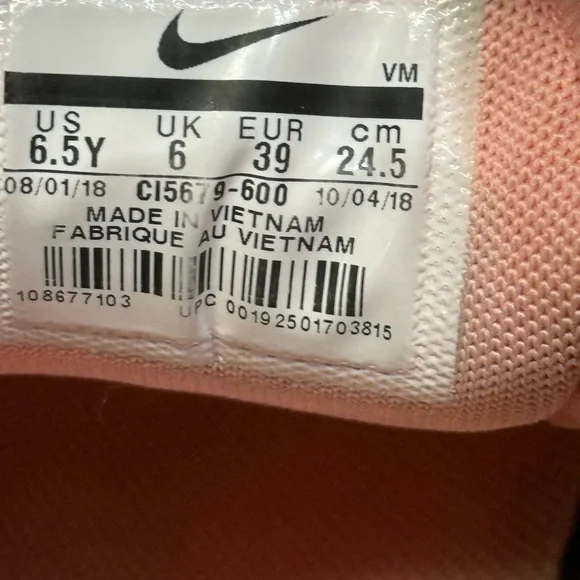 VM
US UK EUR cm
6.5Y 6 39 24.5
08/01/18 CI5679-600 10/04/18
MADE IN VIETNAM
FABRIQUE AU VIETNAM
108677103 UPC 00192501703815